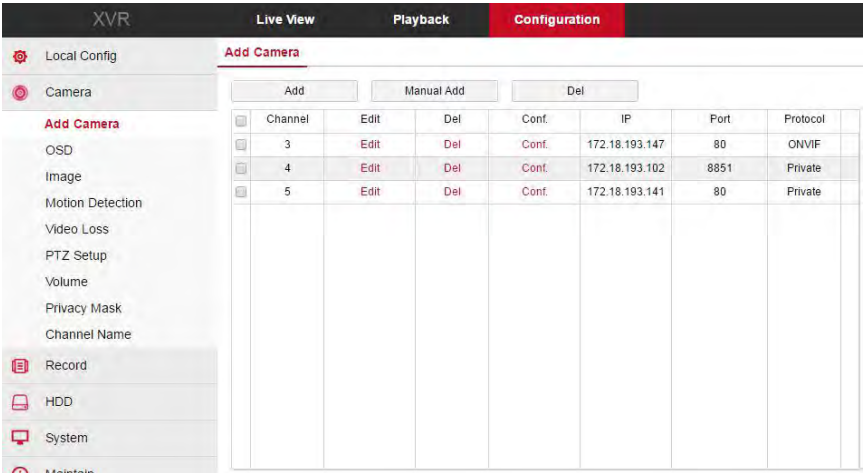 XVR Live View Playback Configuration
Local Config
Camera
Add Camera
OSD
Image
Motion Detection
Video Loss
PTZ Setup
Volume
Privacy Mask
Channel Name
Record
HDD
System
Maintain
Add Camera
Add Manual Add Del
Channel Edit Del Conf. IP Port Protocol
3 Edit Del Conf. 172.18.193.147 80 ONVIF
4 Edit Del Conf. 172.18.193.102 8851 Private
5 Edit Del Conf. 172.18.193.141 80 Private